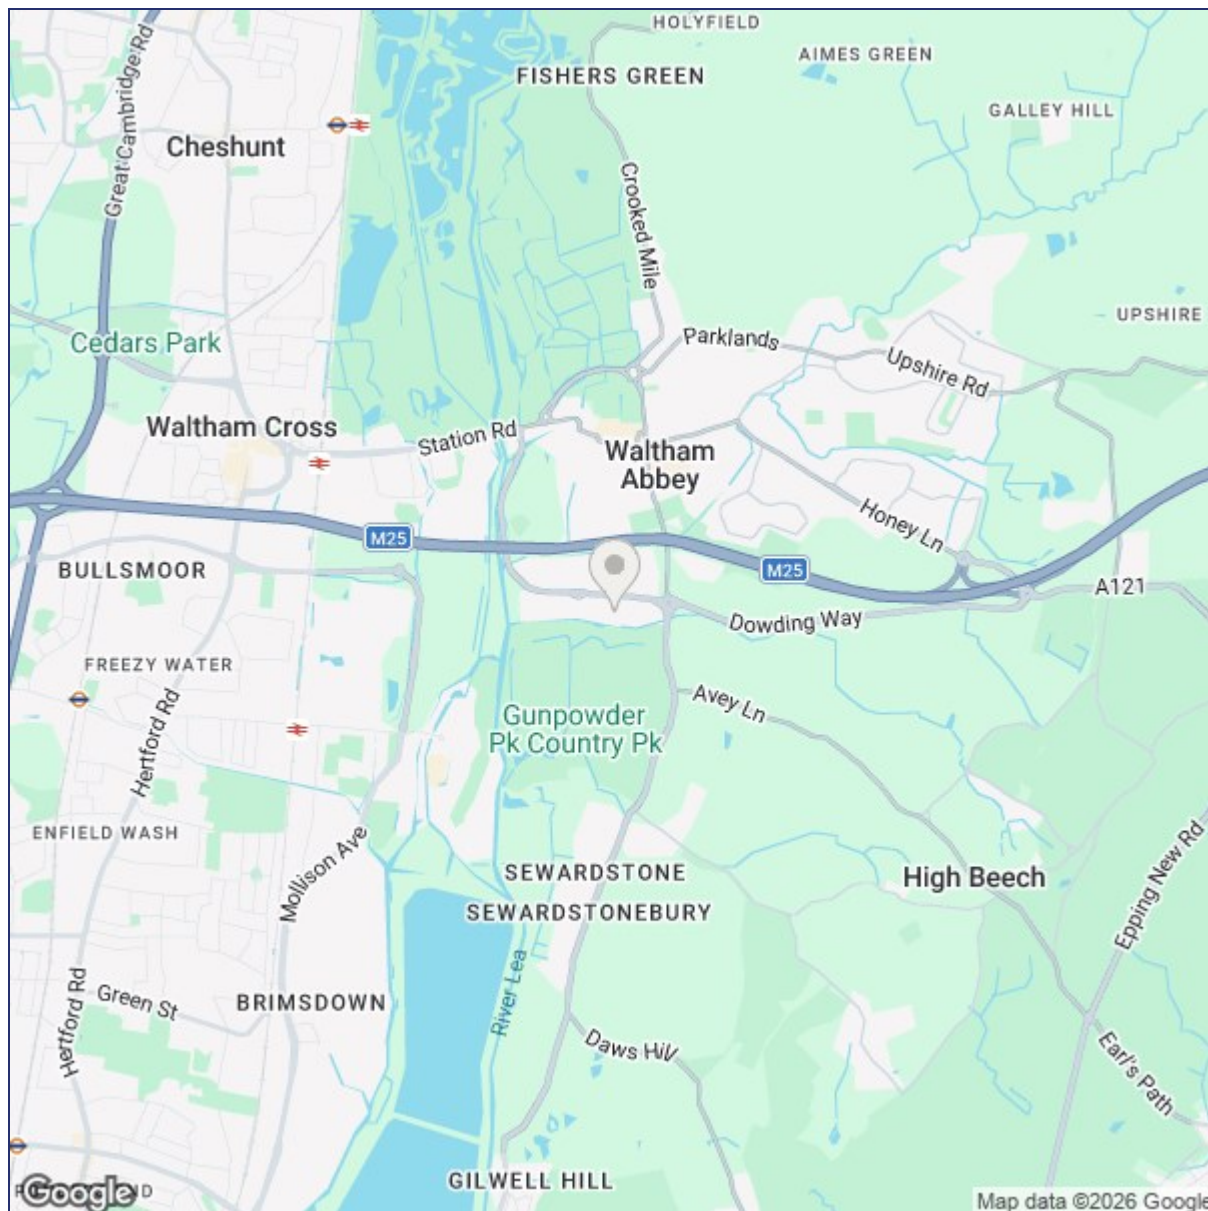 HOLYFIELD
AIMES GREEN
FISHERS GREEN
GALLEY HILL
Great Cambridge Rd
Cheshunt
Crooked Mile
UPSHIRE
Cedars Park
Parklands
Upshire Rd
Waltham Cross
Station Rd
Waltham
Abbey
Honey Ln
M25
M25
BULLSMOOR
A121
Dowding Way
FREEZY WATER
Hertford Rd
Avey Ln
Gunpowder
Pk Country Pk
ENFIELD WASH
Mollison Ave
SEWARDSTONE
High Beech
Epping New Rd
SEWARDSTONEBURY
River Lea
Hertford Rd
Green St
BRIMSDOWN
Daws Hill
Earl's Path
GILWELL HILL
Google
Map data ©2026 Google